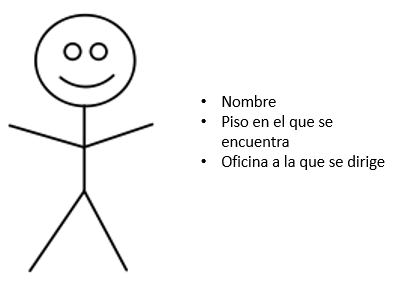 • Nombre
• Piso en el que se
encuentra
• Oficina a la que se dirige